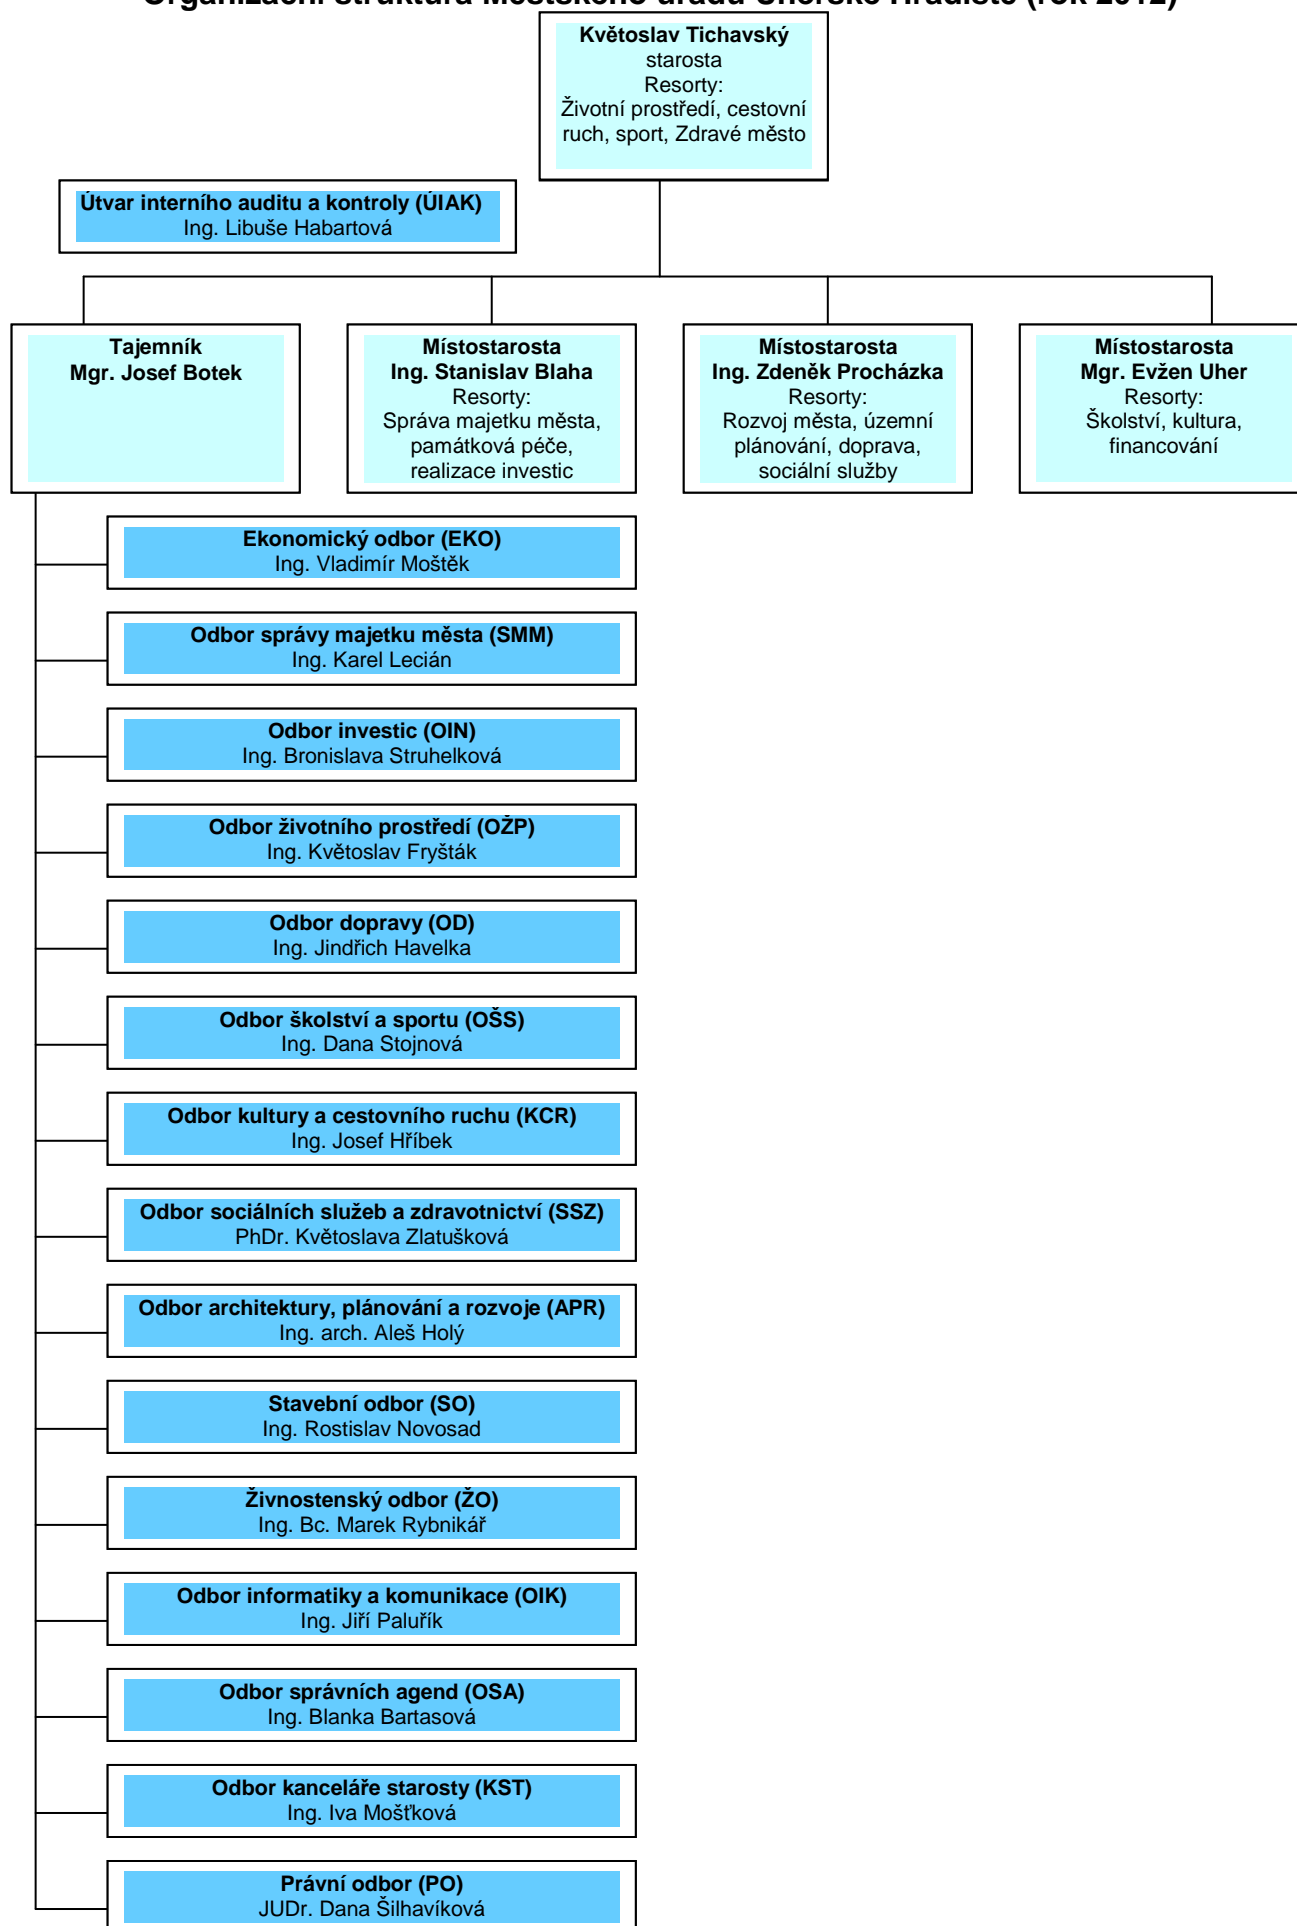 Organizační struktura Městského úřadu Uherské Hradiště (rok 2012)
Květoslav Tichavský
starosta
Resorty:
Životní prostředí, cestovní
ruch, sport, Zdravé město
Útvar interního auditu a kontroly (ÚIAK)
Ing. Libuše Habartová
Tajemník
Mgr. Josef Botek
Místostarosta
Ing. Stanislav Blaha
Resorty:
Správa majetku města,
památková péče,
realizace investic
Místostarosta
Ing. Zdeněk Procházka
Resorty:
Rozvoj města, územní
plánování, doprava,
sociální služby
Místostarosta
Mgr. Evžen Uher
Resorty:
Školství, kultura,
financování
Ekonomický odbor (EKO)
Ing. Vladimír Moštěk
Odbor správy majetku města (SMM)
Ing. Karel Lecián
Odbor investic (OIN)
Ing. Bronislava Struhelková
Odbor životního prostředí (OŽP)
Ing. Květoslav Fryšták
Odbor dopravy (OD)
Ing. Jindřich Havelka
Odbor školství a sportu (OŠS)
Ing. Dana Stojnová
Odbor kultury a cestovního ruchu (KCR)
Ing. Josef Hříbek
Odbor sociálních služeb a zdravotnictví (SSZ)
PhDr. Květoslava Zlatušková
Odbor architektury, plánování a rozvoje (APR)
Ing. arch. Aleš Holý
Stavební odbor (SO)
Ing. Rostislav Novosad
Živnostenský odbor (ŽO)
Ing. Bc. Marek Rybnikář
Odbor informatiky a komunikace (OIK)
Ing. Jiří Paluřík
Odbor správních agend (OSA)
Ing. Blanka Bartasová
Odbor kanceláře starosty (KST)
Ing. Iva Mošťková
Právní odbor (PO)
JUDr. Dana Šilhavíková